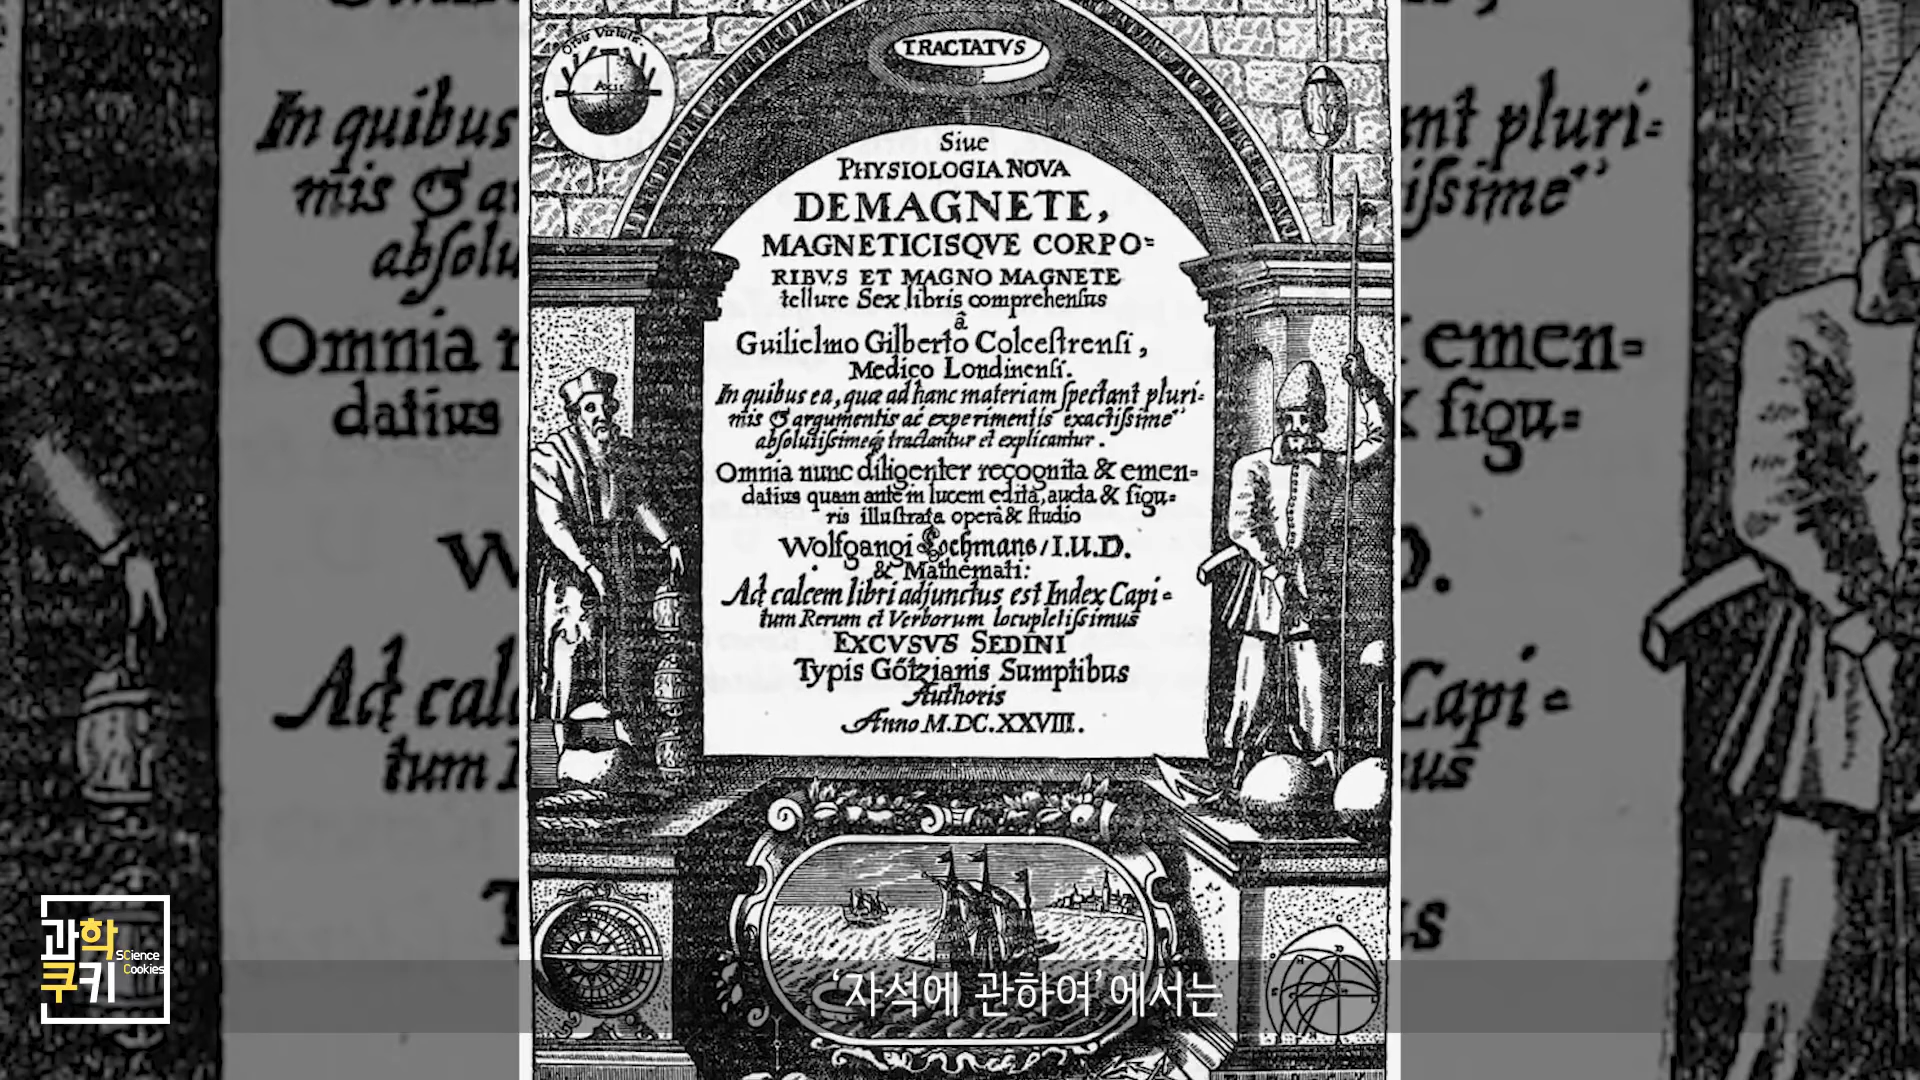 Orbis Virtutis.
Axis
TRACTATVS
Siue
PHYSIOLOGIA NOVA
DE MAGNETE,
MAGNETICISQVE CORPO=
RIBVS ET MAGNO MAGNETE
tellure Sex libris comprehensus
â
Guilielmo Gilberto Colcestrensi,
Medico Londinensi.
In quibus ea, quæ ad hanc materiam spectant pluri=
mis & argumentis ac experimentis exactissime
absolutissimeq; tractantur et explicantur.
Omnia nunc diligenter recognita & emen=
datius quam ante in lucem edita, aucta & figu=
ris illustrata operâ & studio
Wolfgangi Lochmans / I.U.D.
& Mathemati:
Ad calcem libri adjunctus est Index Capi=
tum Rerum et Verborum locupletissimus
EXCVSVS SEDINI
Typis Götzianis Sumptibus
Authoris
Anno M.DC.XXVIII.
과학
쿠키
SCience
Cookies
'자석에 관하여'에서는